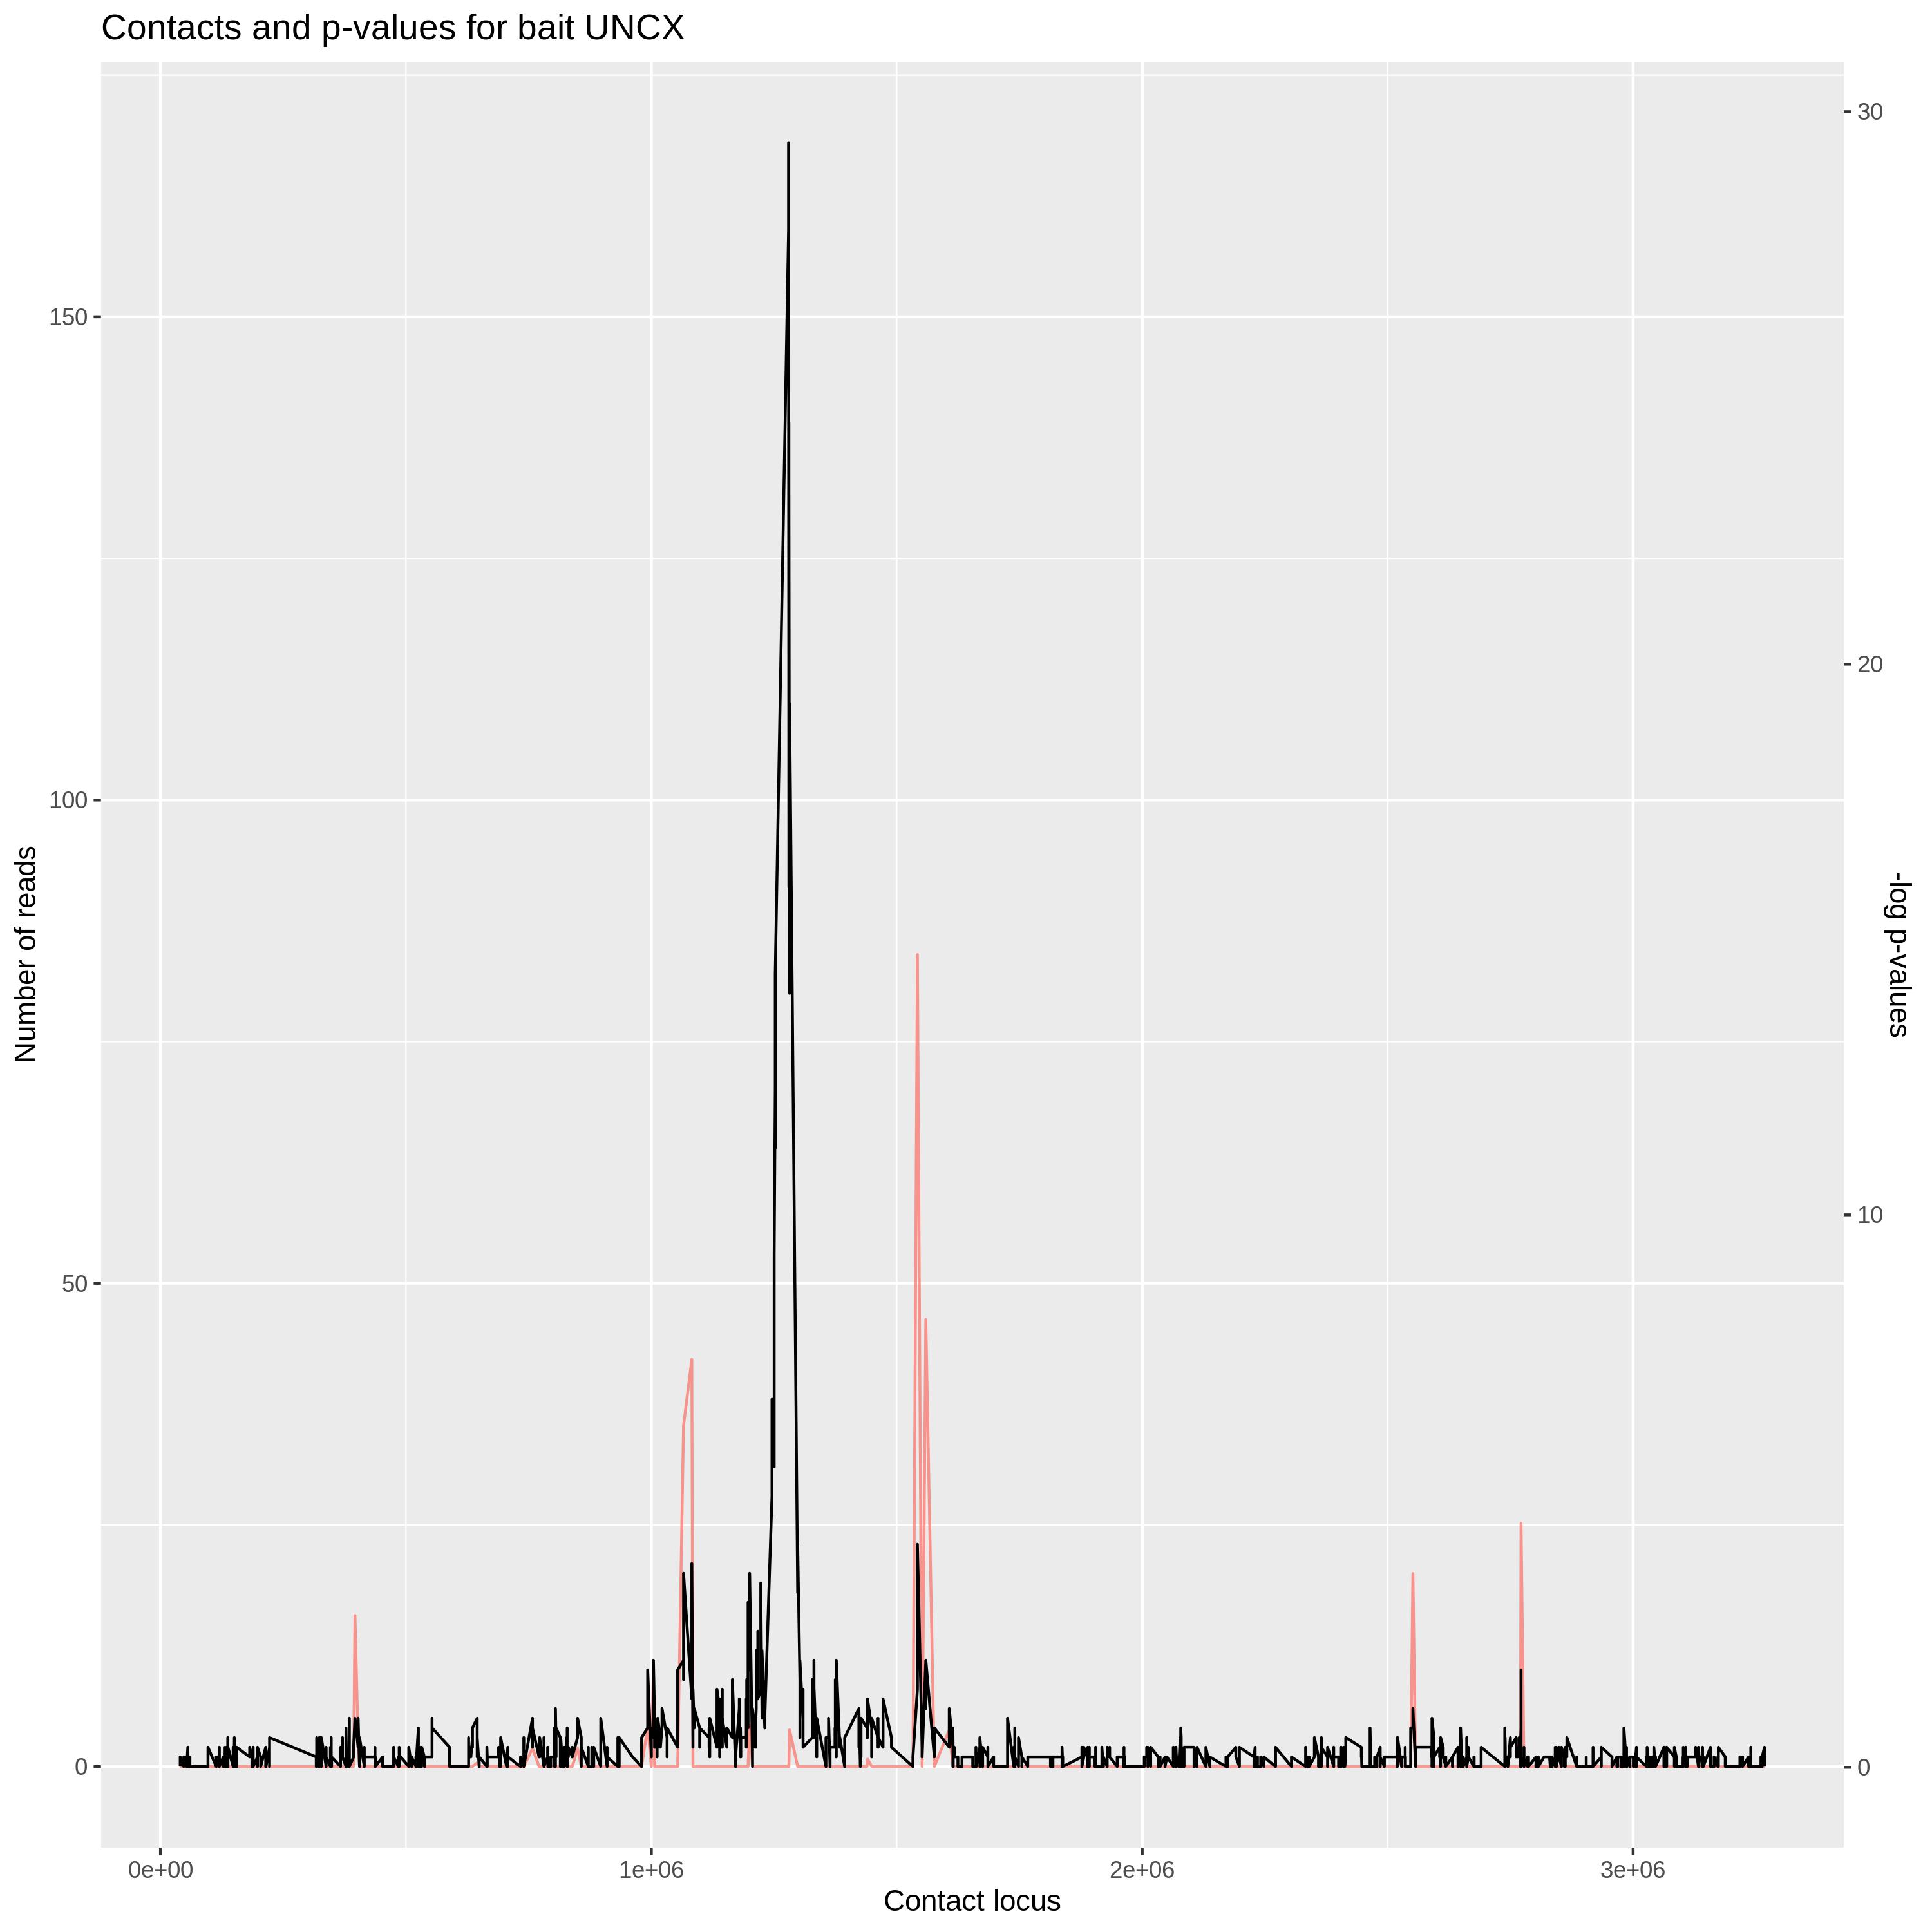 Contacts and p-values for bait UNCX
30
150
20
100
Number of reads
-log p-values
10
50
0
0
0e+00
1e+06
2e+06
3e+06
Contact locus